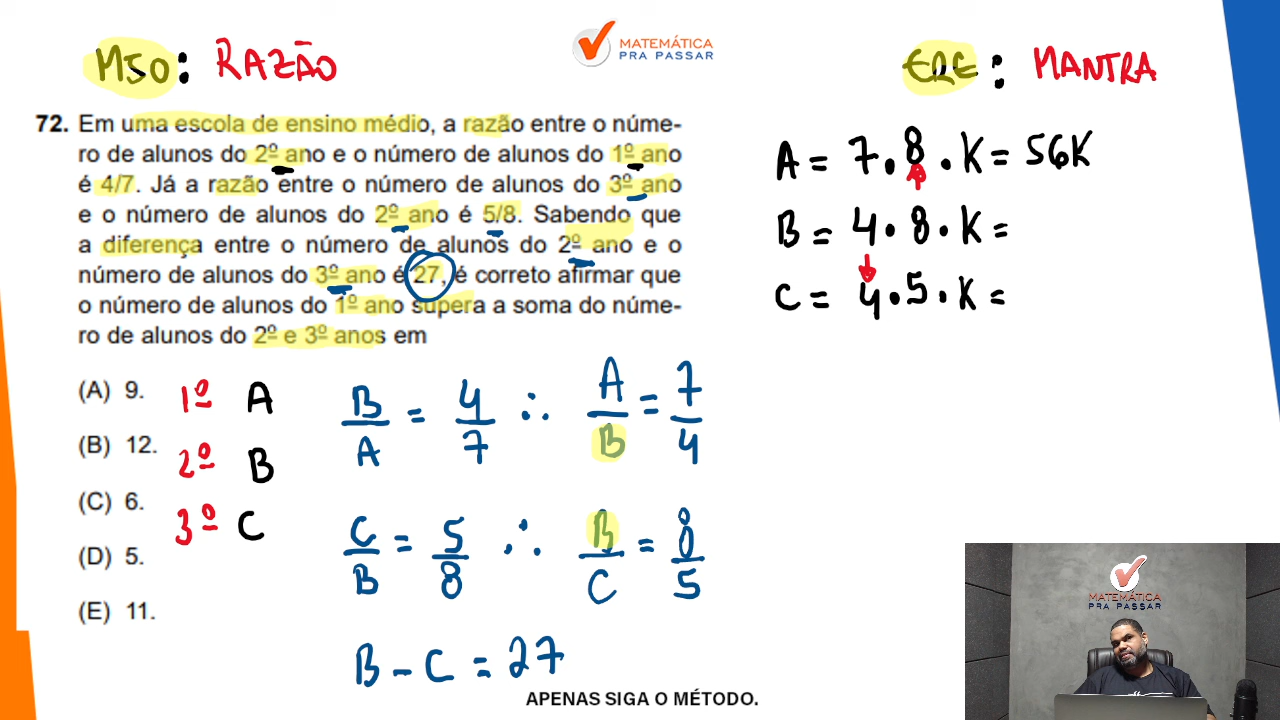 M50: RAZÃO
MATEMÁTICA
PRA PASSAR
EQE: MANTRA
72. Em uma escola de ensino médio, a razão entre o núme-
ro de alunos do 2º ano e o número de alunos do 1º ano
é 4/7. Já a razão entre o número de alunos do 3º ano
e o número de alunos do 2º ano é 5/8. Sabendo que
a diferença entre o número de alunos do 2º ano e o
número de alunos do 3º ano é 27, é correto afirmar que
o número de alunos do 1º ano supera a soma do núme-
ro de alunos do 2º e 3º anos em
(A) 9.
(B) 12.
(C) 6.
(D) 5.
(E) 11.
1º A
2º B
3º C
B/A = 4/7 ∴ A/B = 7/4
C/B = 5/8 ∴ B/C = 8/5
B - C = 27
A = 7.8.K = 56K
B = 4.8.K =
C = 4.5.K =
MATEMÁTICA
PRA PASSAR
APENAS SIGA O MÉTODO.